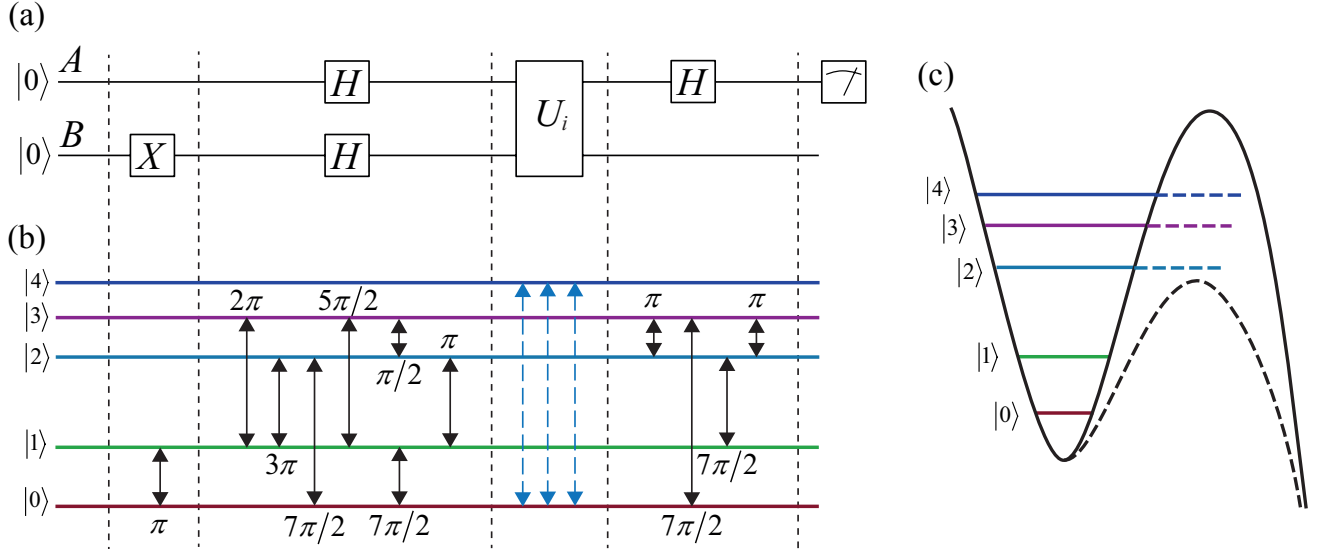 (a)
|0⟩ A H U_i H
|0⟩ B X H
(b)
|4⟩
|3⟩ 2π 5π/2 π π
|2⟩ π/2 π
|1⟩ 3π 7π/2
|0⟩ π 7π/2 7π/2 7π/2
(c)
|4⟩
|3⟩
|2⟩
|1⟩
|0⟩